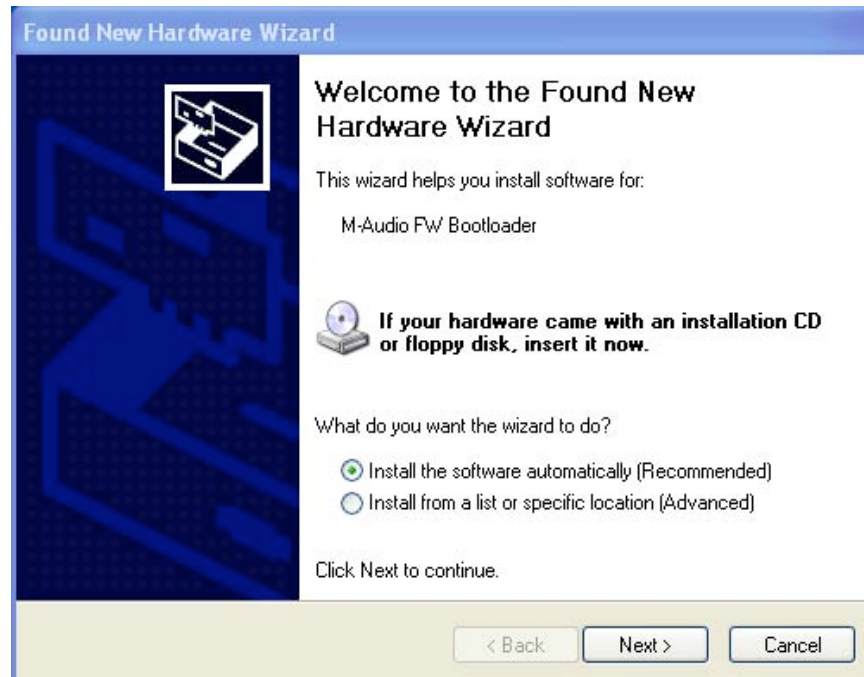 Found New Hardware Wizard
Welcome to the Found New
Hardware Wizard
This wizard helps you install software for:
M-Audio FW Bootloader
If your hardware came with an installation CD
or floppy disk, insert it now.
What do you want the wizard to do?
Install the software automatically (Recommended)
Install from a list or specific location (Advanced)
Click Next to continue.
< Back Next > Cancel